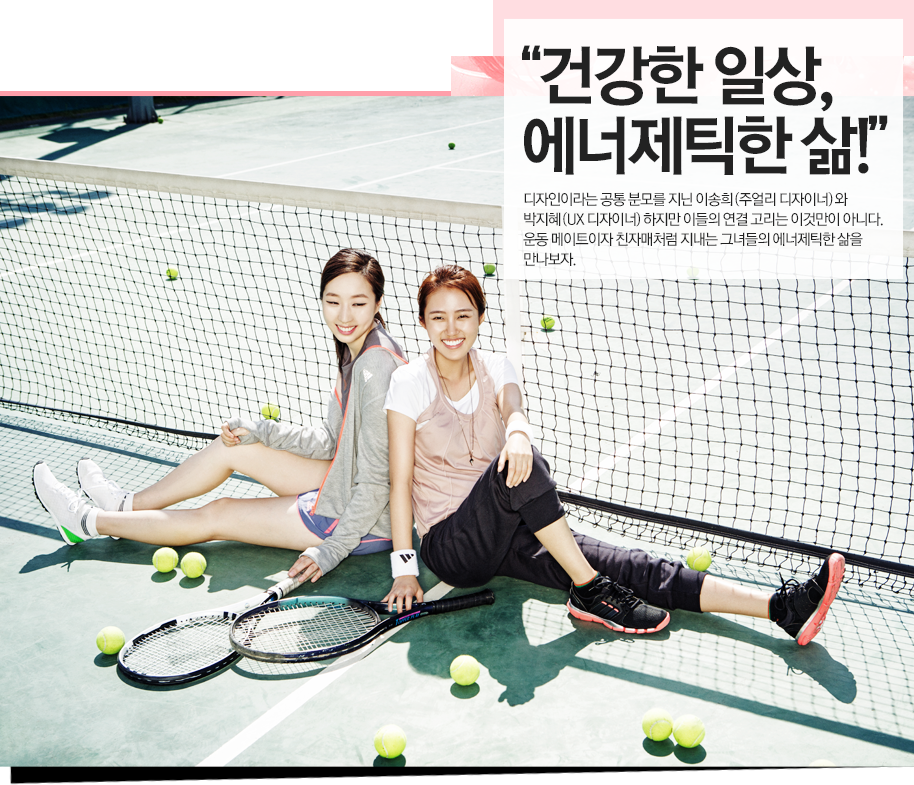 “건강한 일상,
에너제틱한 삶!”
디자인이라는 공통 분모를 지닌 이송희(주얼리 디자이너)와
박지혜(UX 디자이너) 하지만 이들의 연결 고리는 이것만이 아니다.
운동 메이트이자 친자매처럼 지내는 그녀들의 에너제틱한 삶을
만나보자.